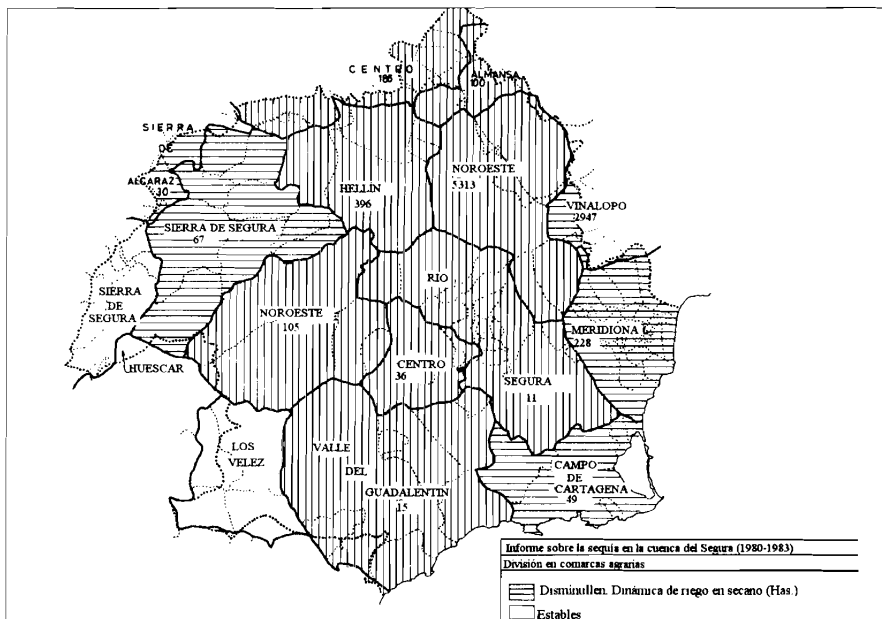 CENTRO
186
ALMANSA
100
SIERRA
DE
ALCARAZ
10
HELLIN
396
NOROESTE
5313
VINALOPO
2947
SIERRA DE SEGURA
67
SIERRA
DE
SEGURA
RIO
NOROESTE
105
MERIDIONAL
228
HUESCAR
CENTRO
36
SEGURA
11
LOS
VELEZ
VALLE
DEL
GUADALENTIN
15
CAMPO
DE
CARTAGENA
49
Informe sobre la sequía en la cuenca del Segura (1980-1983)
División en comarcas agrarias
Disminullen. Dinámica de riego en secano (Has.)
Estables